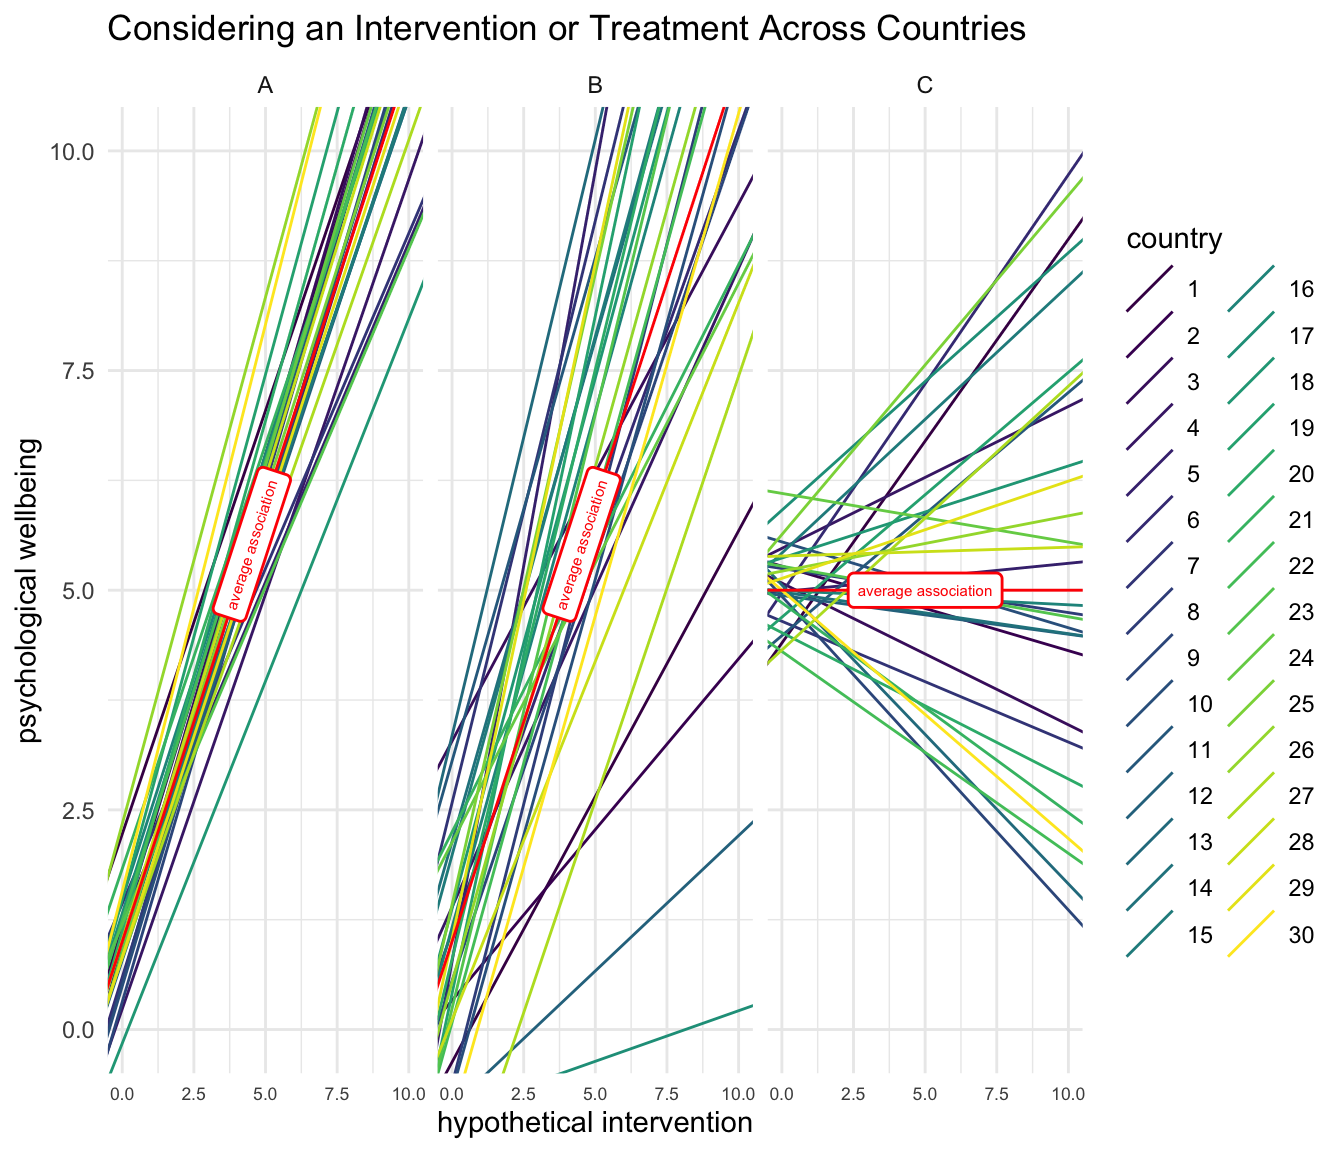 Considering an Intervention or Treatment Across Countries
A
B
C
psychological wellbeing
10.0
7.5
5.0
2.5
0.0
average association
average association
average association
0.0 2.5 5.0 7.5 10.0
0.0 2.5 5.0 7.5 10.0
0.0 2.5 5.0 7.5 10.0
hypothetical intervention
country
1
2
3
4
5
6
7
8
9
10
11
12
13
14
15
16
17
18
19
20
21
22
23
24
25
26
27
28
29
30